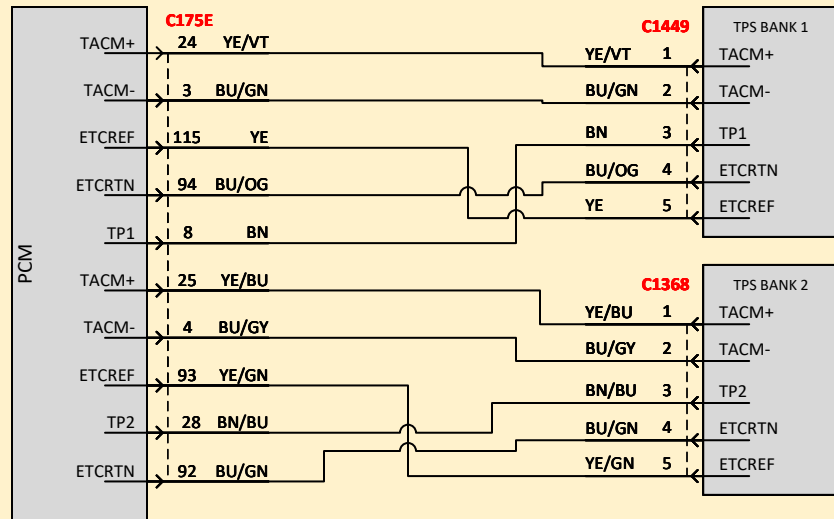 C175E C1449 TPS BANK 1
TACM+ 24 YE/VT YE/VT 1 TACM+
TACM- 3 BU/GN BU/GN 2 TACM-
ETCREF 115 YE BN 3 TP1
ETCRTN 94 BU/OG BU/OG 4 ETCRTN
YE 5 ETCREF
TP1 8 BN
PCM
TACM+ 25 YE/BU C1368 TPS BANK 2
YE/BU 1 TACM+
TACM- 4 BU/GY BU/GY 2 TACM-
ETCREF 93 YE/GN BN/BU 3 TP2
TP2 28 BN/BU BU/GN 4 ETCRTN
ETCRTN 92 BU/GN YE/GN 5 ETCREF